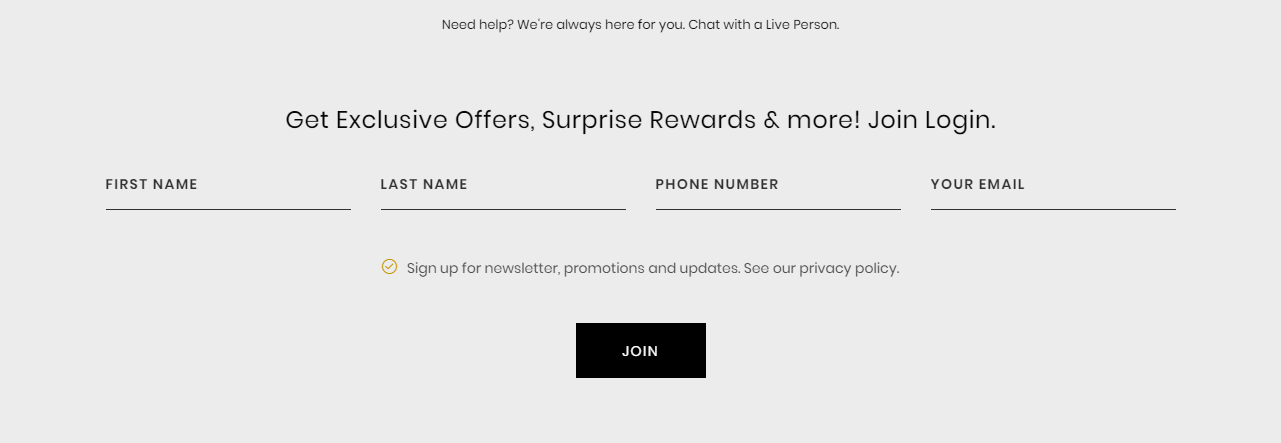 Need help? We're always here for you. Chat with a Live Person.
Get Exclusive Offers, Surprise Rewards & more! Join Login.
FIRST NAME
LAST NAME
PHONE NUMBER
YOUR EMAIL
Sign up for newsletter, promotions and updates. See our privacy policy.
JOIN